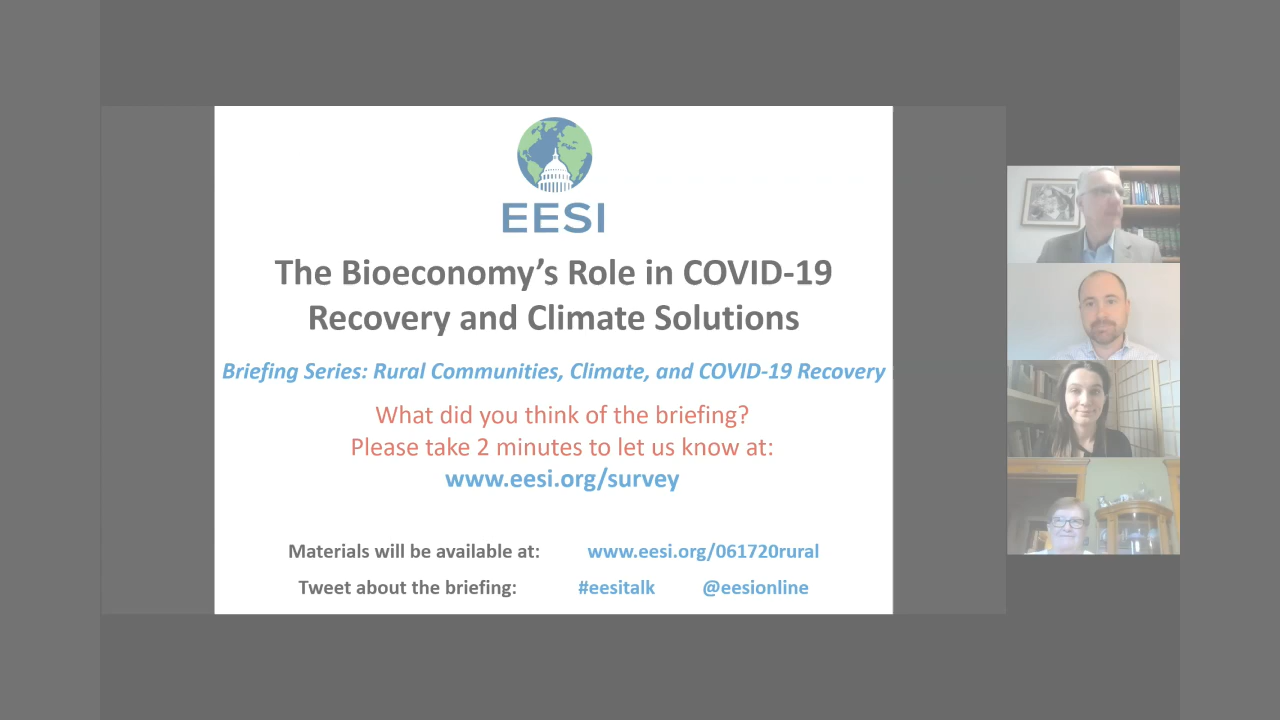 EESI
The Bioeconomy's Role in COVID-19
Recovery and Climate Solutions
Briefing Series: Rural Communities, Climate, and COVID-19 Recovery
What did you think of the briefing?
Please take 2 minutes to let us know at:
www.eesi.org/survey
Materials will be available at: www.eesi.org/061720rural
Tweet about the briefing: #eesitalk @eesionline